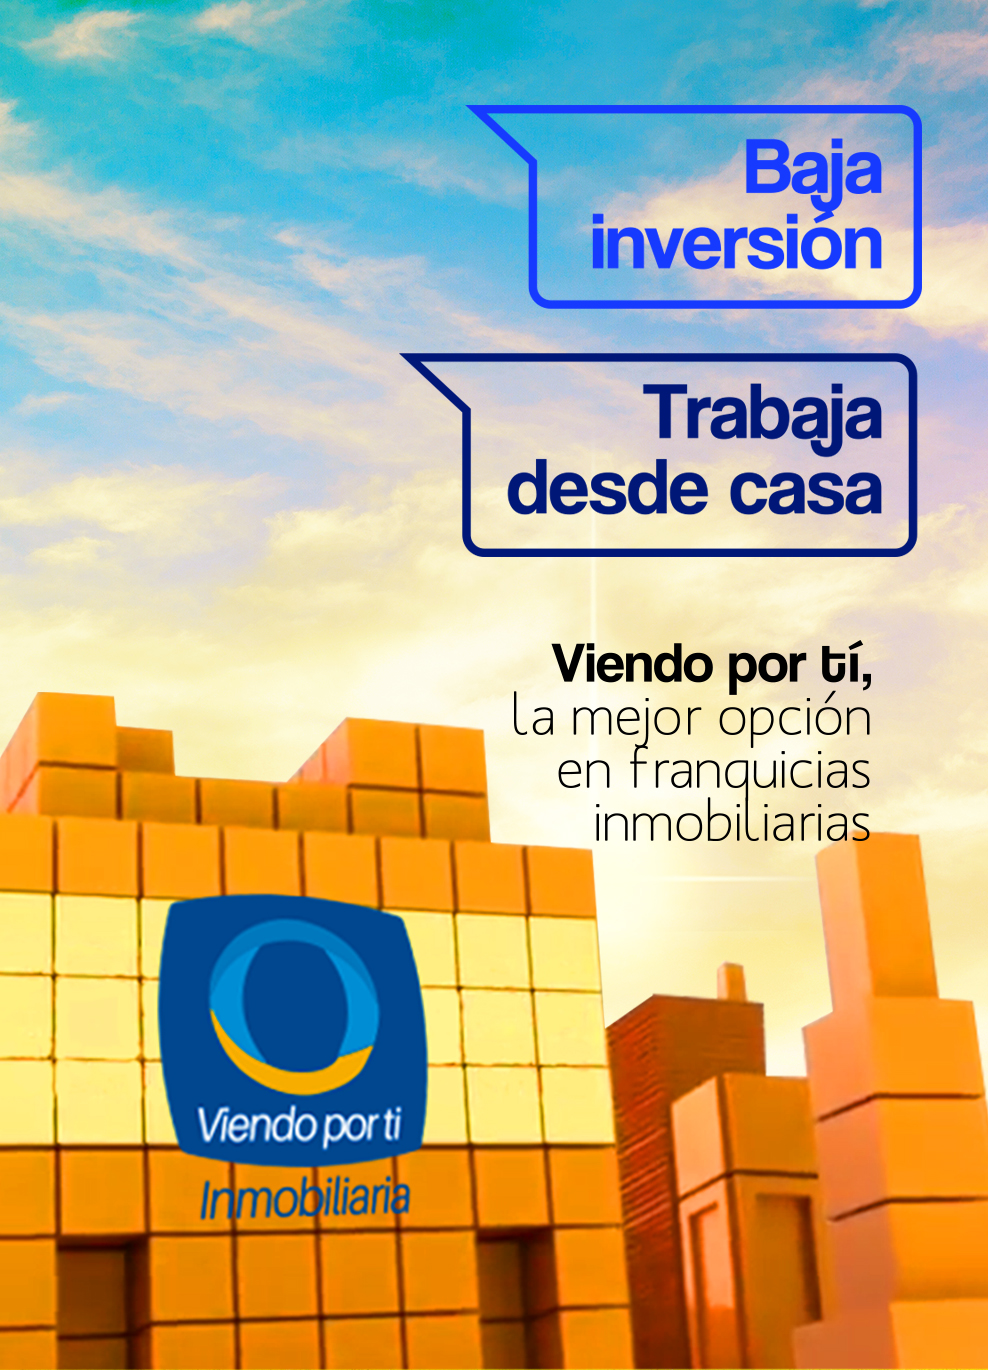 Baja
inversión
Trabaja
desde casa
Viendo por tí,
la mejor opción
en franquicias
inmobiliarias
Viendo por ti
Inmobiliaria